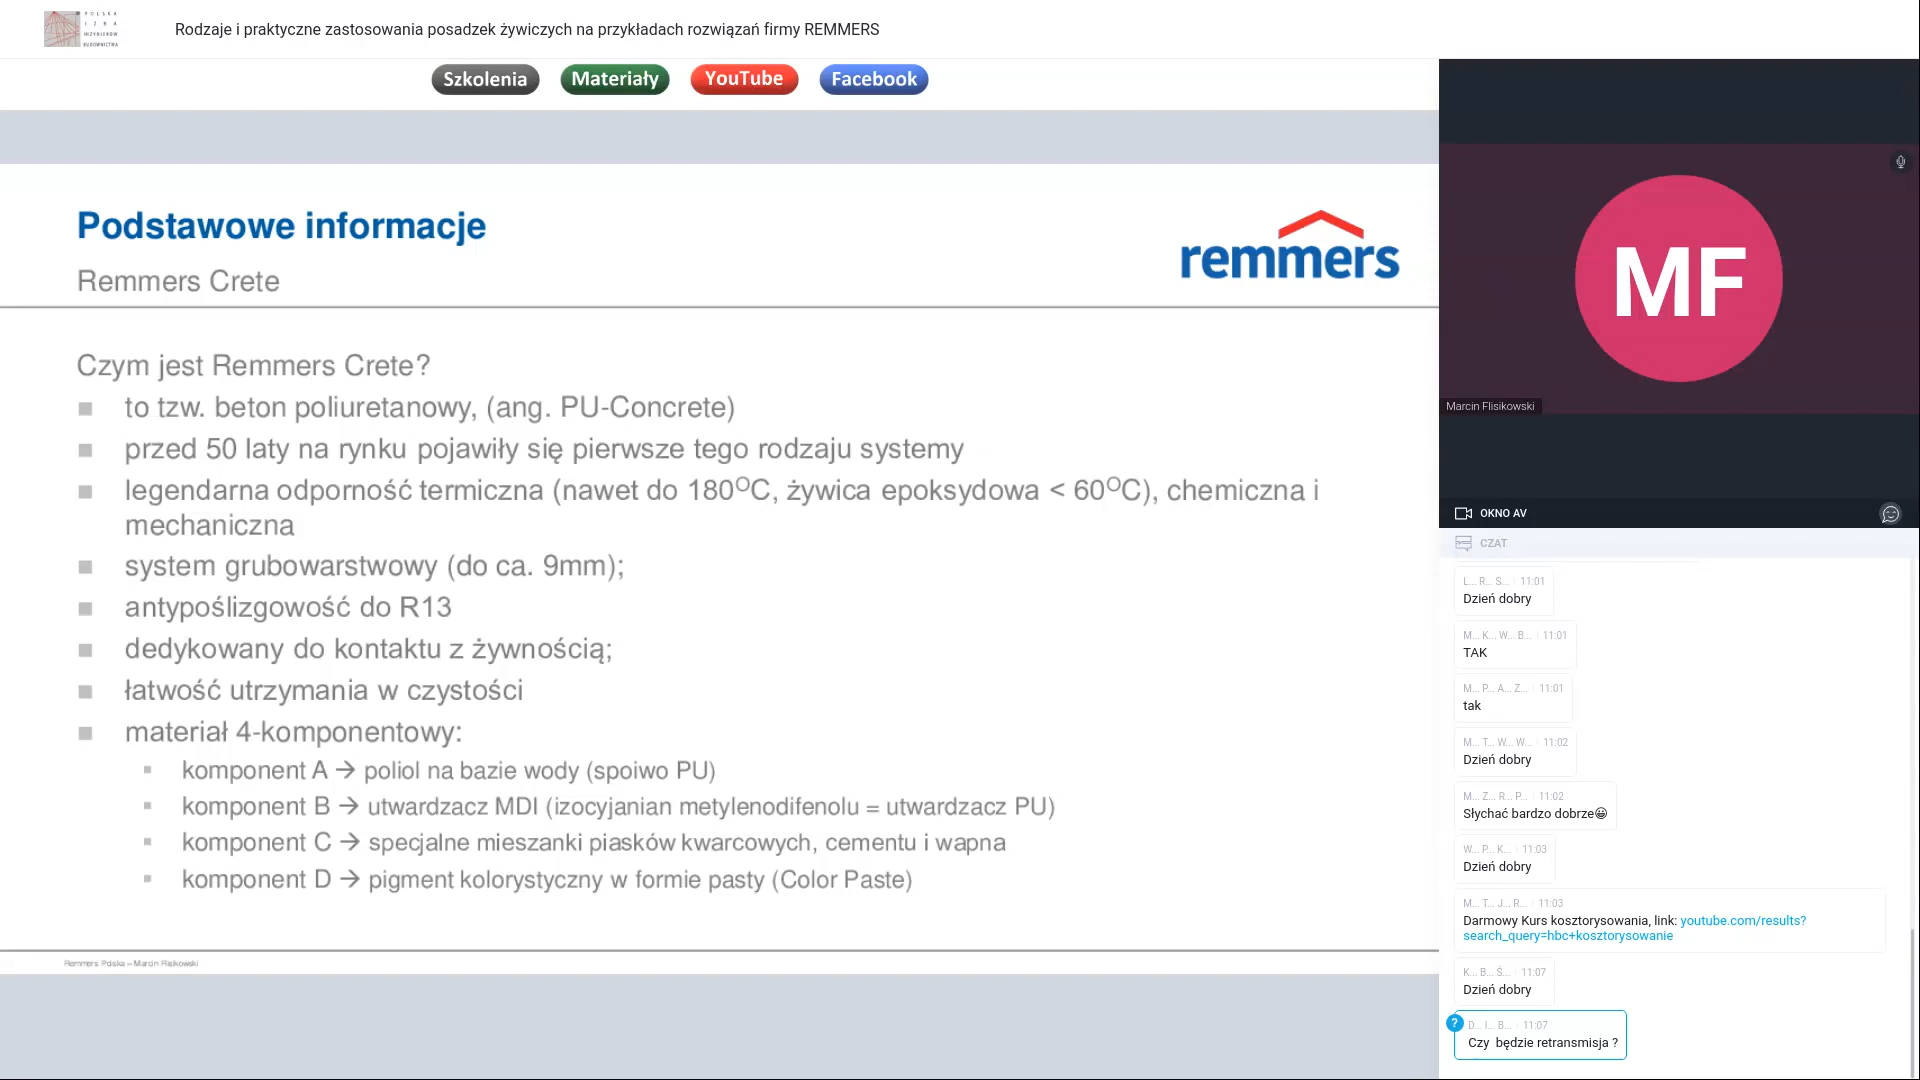 POLSKA
IZBA
INŻYNIERÓW
BUDOWNICTWA
Rodzaje i praktyczne zastosowania posadzek żywicznych na przykładach rozwiązań firmy REMMERS
Szkolenia
Materiały
YouTube
Facebook
Podstawowe informacje
Remmers Crete
remmers
Czym jest Remmers Crete?
to tzw. beton poliuretanowy, (ang. PU-Concrete)
przed 50 laty na rynku pojawiły się pierwsze tego rodzaju systemy
legendarna odporność termiczna (nawet do 180°C, żywica epoksydowa < 60°C), chemiczna i
mechaniczna
system grubowarstwowy (do ca. 9mm);
antypoślizgowość do R13
dedykowany do kontaktu z żywnością;
łatwość utrzymania w czystości
materiał 4-komponentowy:
komponent A → poliol na bazie wody (spoiwo PU)
komponent B → utwardzacz MDI (izocyjanian metylenodifenolu = utwardzacz PU)
komponent C → specjalne mieszanki piasków kwarcowych, cementu i wapna
komponent D → pigment kolorystyczny w formie pasty (Color Paste)
Remmers Polska – Marcin Flisikowski
MF
Marcin Flisikowski
OKNO AV
CZAT
L... R... S... 11:01
Dzień dobry
M... K... W... B... 11:01
TAK
M... P... A... Z... 11:01
tak
M... T... W... W... 11:02
Dzień dobry
M... Z... R... P... 11:02
Słychać bardzo dobrze😀
W... P... K... 11:03
Dzień dobry
M... T... J... R... 11:03
Darmowy Kurs kosztorysowania, link: youtube.com/results?
search_query=hbc+kosztorysowanie
K... B... Ś... 11:07
Dzień dobry
? D... I... B... 11:07
Czy będzie retransmisja ?